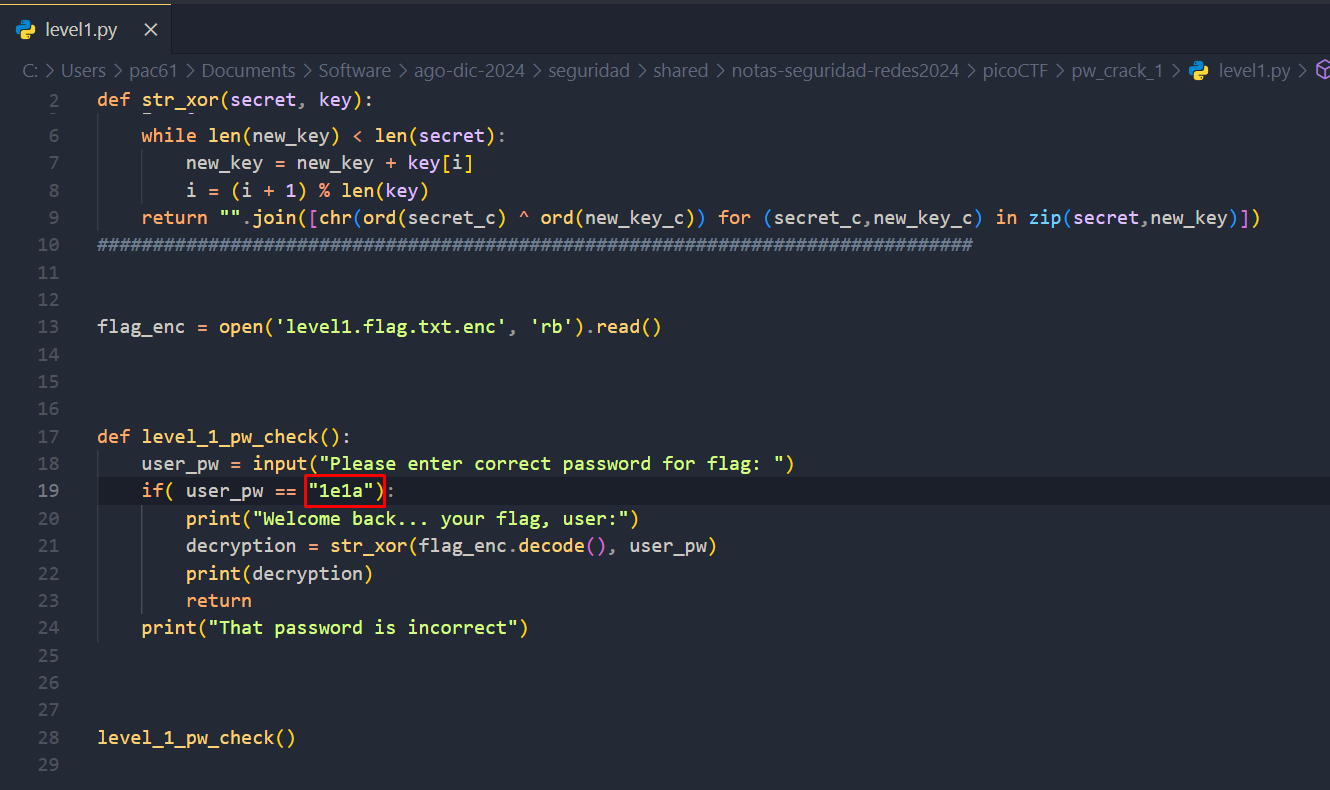 level1.py
C: > Users > pac61 > Documents > Software > ago-dic-2024 > seguridad > shared > notas-seguridad-redes2024 > picoCTF > pw_crack_1 > level1.py >
2 def str_xor(secret, key):
6     while len(new_key) < len(secret):
7         new_key = new_key + key[i]
8         i = (i + 1) % len(key)
9     return "".join([chr(ord(secret_c) ^ ord(new_key_c)) for (secret_c,new_key_c) in zip(secret,new_key)])
10 ###############################################################################
11
12
13 flag_enc = open('level1.flag.txt.enc', 'rb').read()
14
15
16
17 def level_1_pw_check():
18     user_pw = input("Please enter correct password for flag: ")
19     if( user_pw == "1e1a"):
20         print("Welcome back... your flag, user:")
21         decryption = str_xor(flag_enc.decode(), user_pw)
22         print(decryption)
23         return
24     print("That password is incorrect")
25
26
27
28 level_1_pw_check()
29